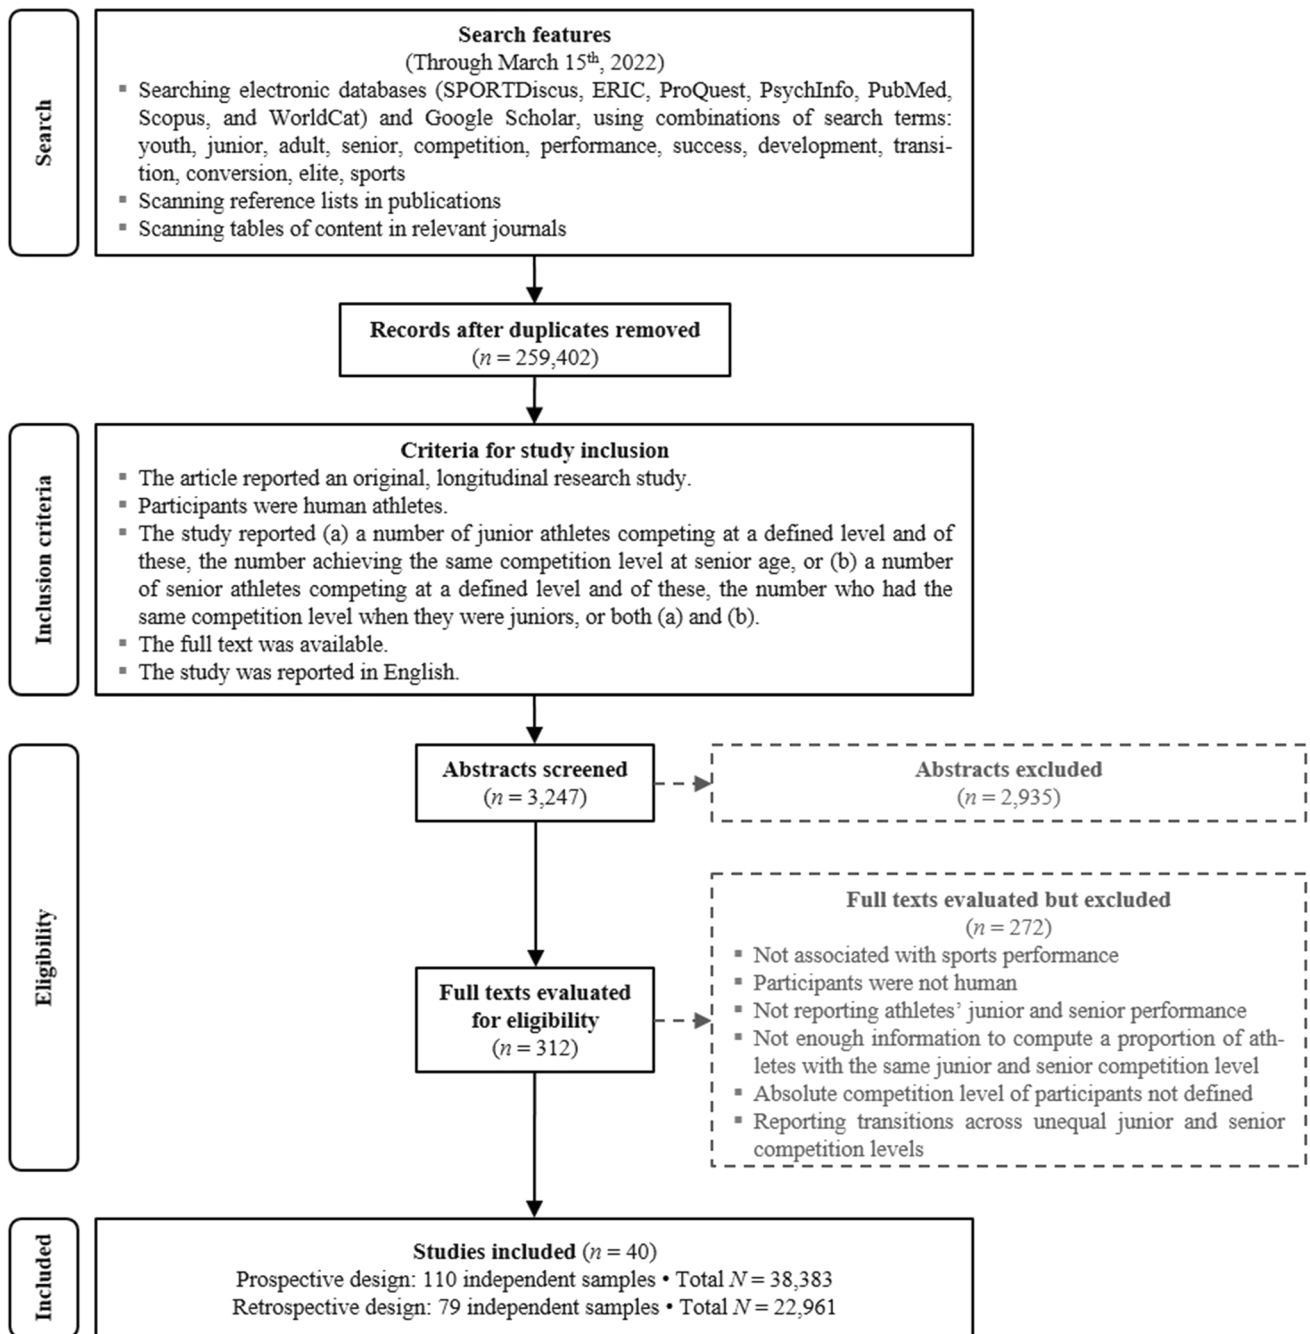 Search
Search features
(Through March 15th, 2022)
▪ Searching electronic databases (SPORTDiscus, ERIC, ProQuest, PsychInfo, PubMed,
Scopus, and WorldCat) and Google Scholar, using combinations of search terms:
youth, junior, adult, senior, competition, performance, success, development, transi-
tion, conversion, elite, sports
▪ Scanning reference lists in publications
▪ Scanning tables of content in relevant journals
Records after duplicates removed
(n = 259,402)
Inclusion criteria
Criteria for study inclusion
▪ The article reported an original, longitudinal research study.
▪ Participants were human athletes.
▪ The study reported (a) a number of junior athletes competing at a defined level and of
these, the number achieving the same competition level at senior age, or (b) a number
of senior athletes competing at a defined level and of these, the number who had the
same competition level when they were juniors, or both (a) and (b).
▪ The full text was available.
▪ The study was reported in English.
Eligibility
Abstracts screened
(n = 3,247)
Abstracts excluded
(n = 2,935)
Full texts evaluated
for eligibility
(n = 312)
Full texts evaluated but excluded
(n = 272)
▪ Not associated with sports performance
▪ Participants were not human
▪ Not reporting athletes’ junior and senior performance
▪ Not enough information to compute a proportion of ath-
letes with the same junior and senior competition level
▪ Absolute competition level of participants not defined
▪ Reporting transitions across unequal junior and senior
competition levels
Included
Studies included (n = 40)
Prospective design: 110 independent samples • Total N = 38,383
Retrospective design: 79 independent samples • Total N = 22,961